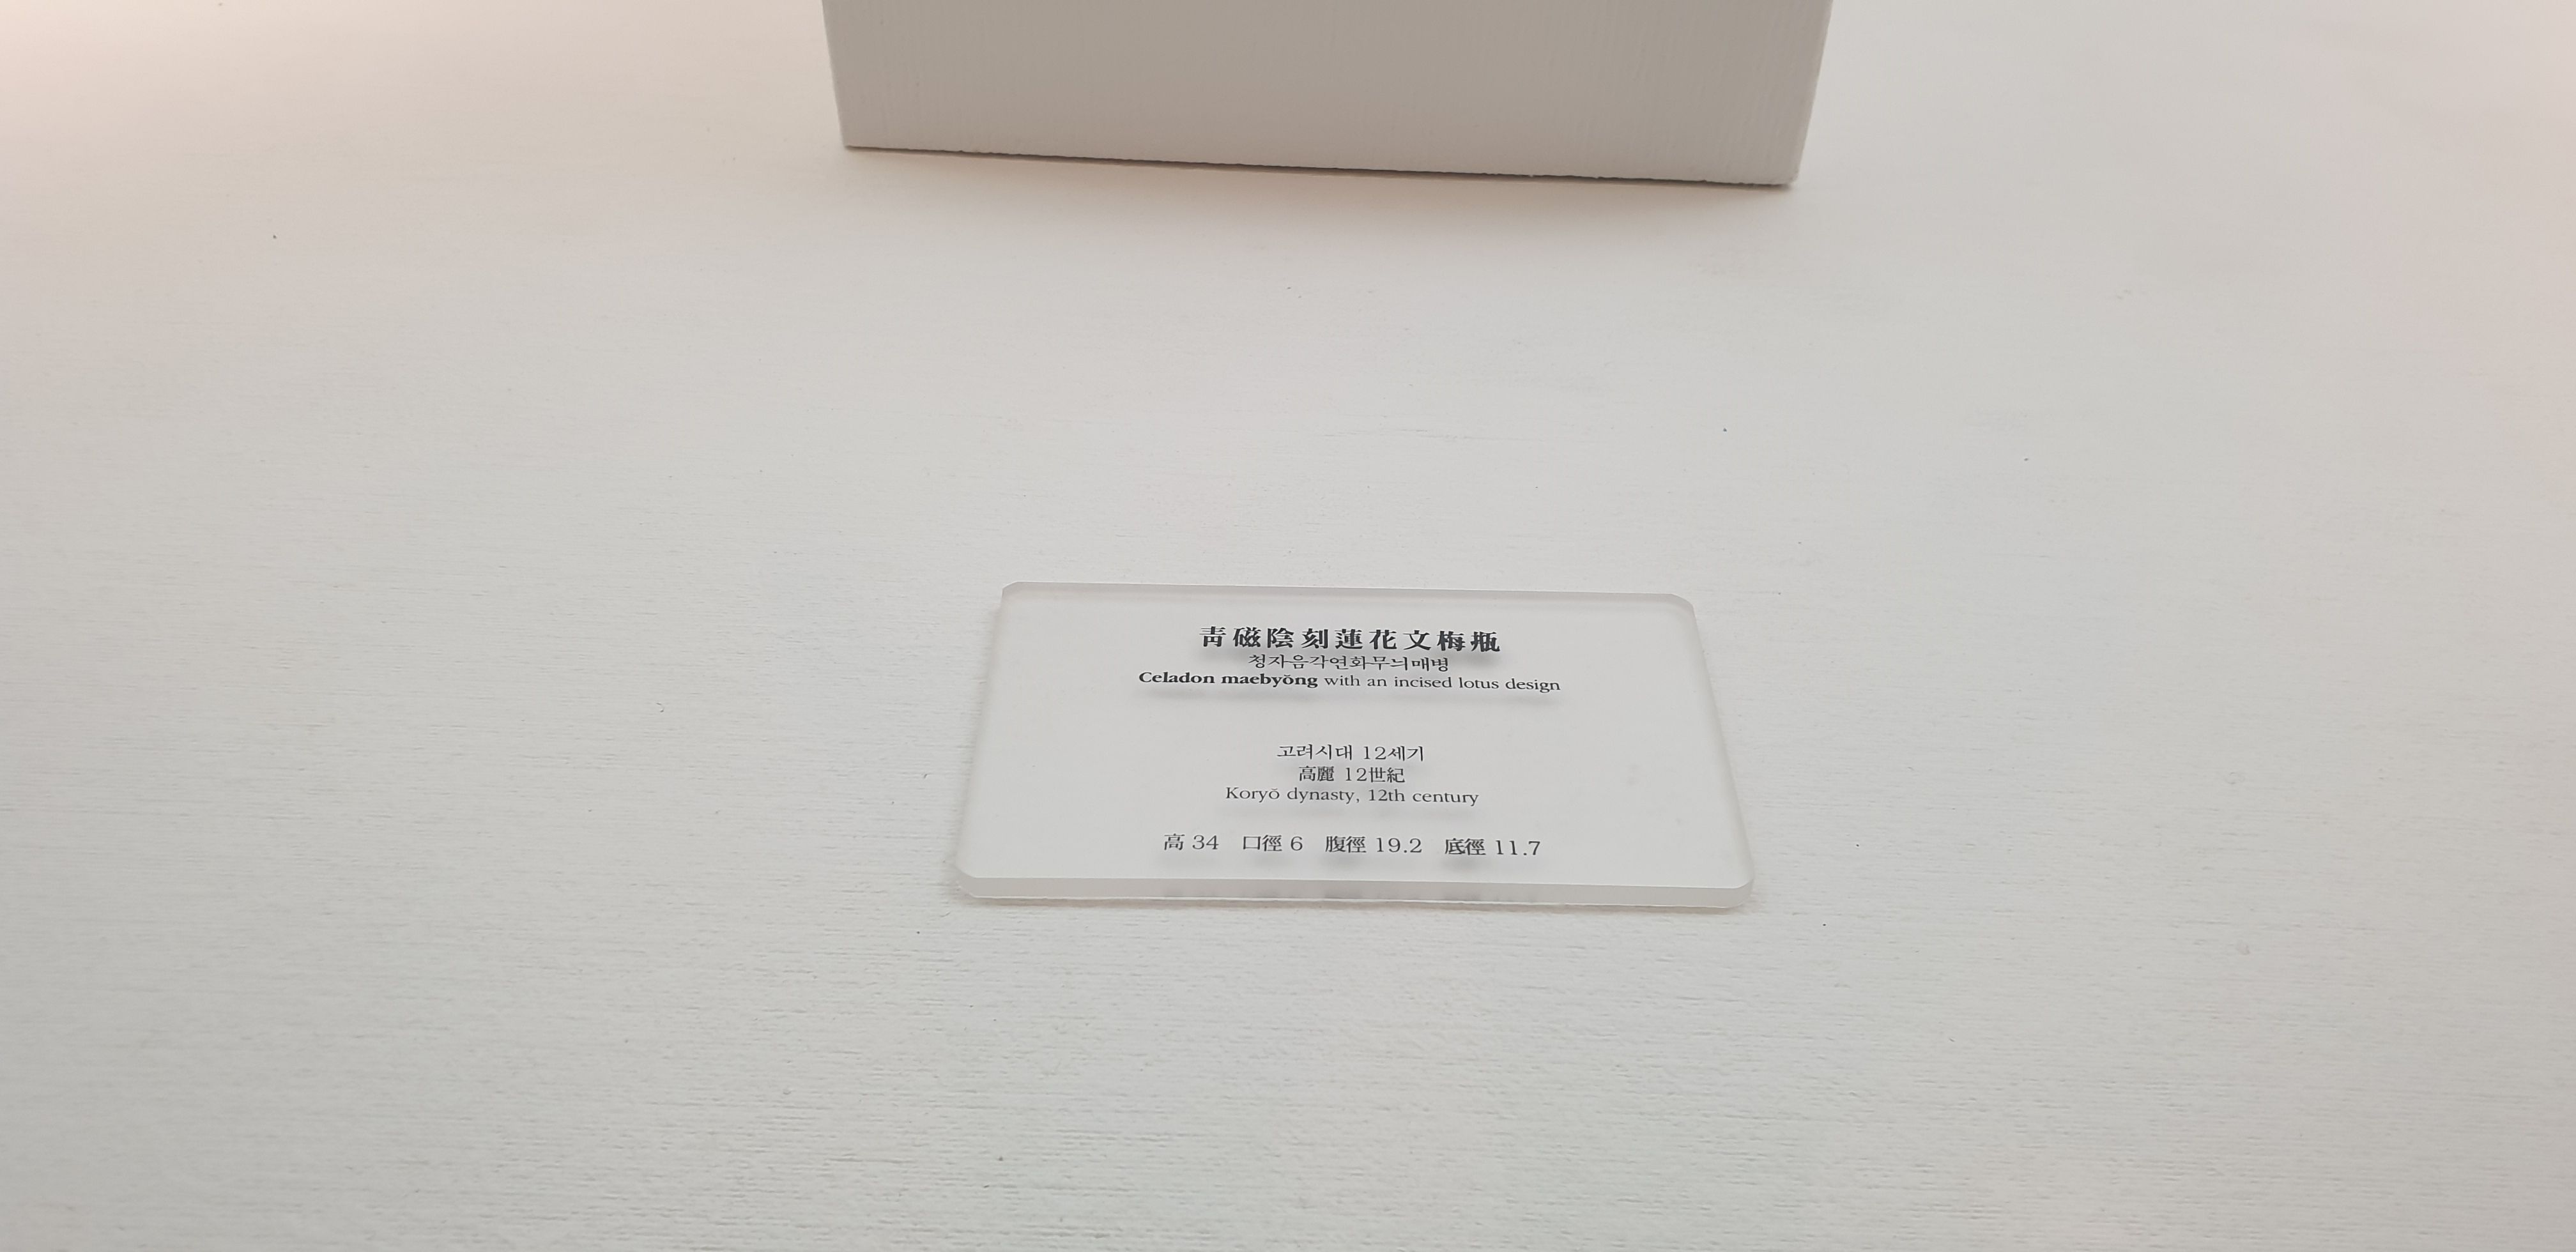 靑磁陰刻蓮花文梅甁
청자음각연화무늬매병
Celadon maebyŏng with an incised lotus design
고려시대 12세기
高麗 12世紀
Koryŏ dynasty, 12th century
高 34 口徑 6 腹徑 19.2 底徑 11.7